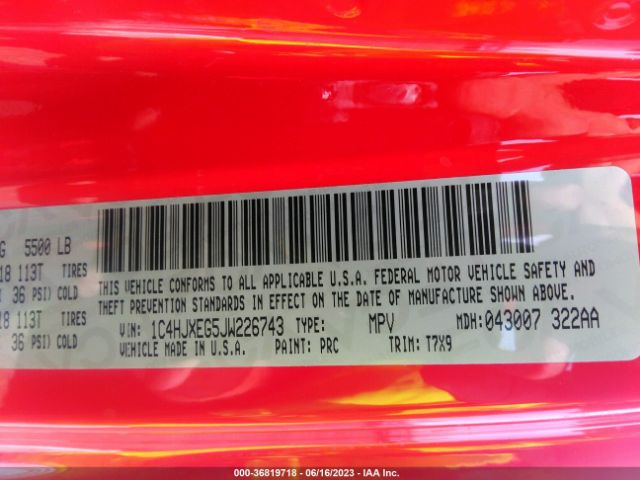 G 5500 LB
18 113T TIRES
36 PSI) COLD
18 113T TIRES
36 PSI) COLD
THIS VEHICLE CONFORMS TO ALL APPLICABLE U.S.A. FEDERAL MOTOR VEHICLE SAFETY AND
THEFT PREVENTION STANDARDS IN EFFECT ON THE DATE OF MANUFACTURE SHOWN ABOVE.
VIN: 1C4HJXEG5JW226743 TYPE: MPV MDH:043007 322AA
VEHICLE MADE IN U.S.A. PAINT: PRC TRIM: T7X9
000-36819718 - 06/16/2023 - IAA Inc.